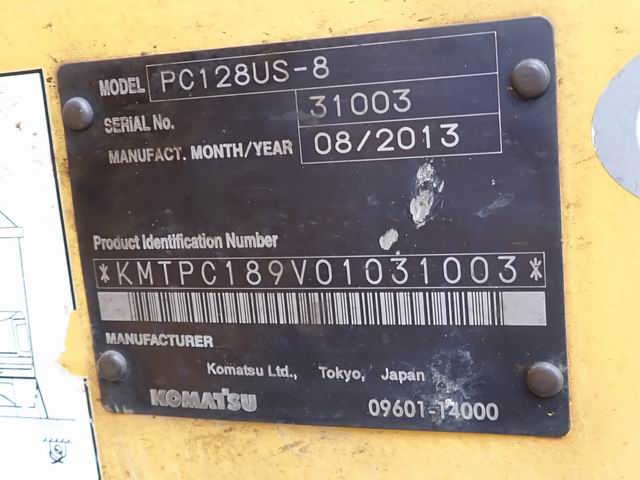 MODEL PC128US-8
SERIAL No. 31003
MANUFACT. MONTH/YEAR 08/2013
Product Identification Number
*KMTPC189V01031003*
MANUFACTURER
Komatsu Ltd., Tokyo, Japan
KOMATSU 09601-14000